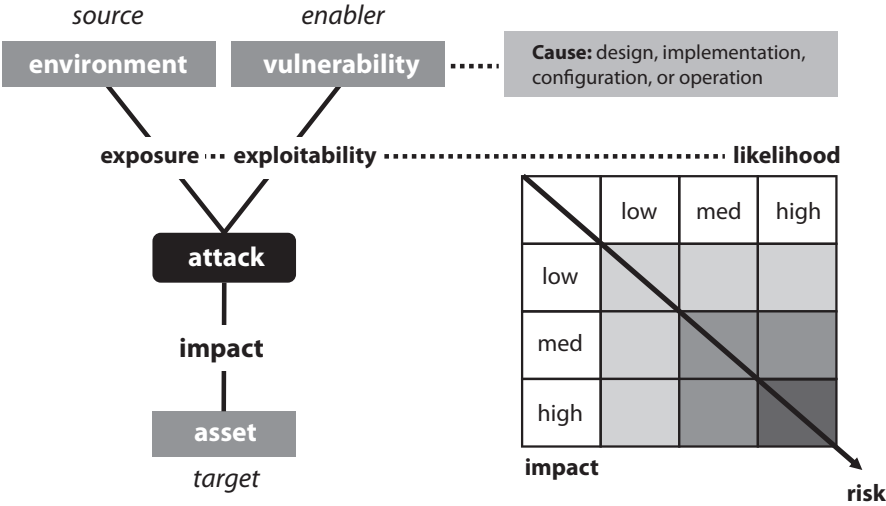 source
enabler
environment
vulnerability
Cause: design, implementation,
configuration, or operation
exposure
exploitability
likelihood
low
med
high
attack
low
impact
med
asset
high
target
impact
risk